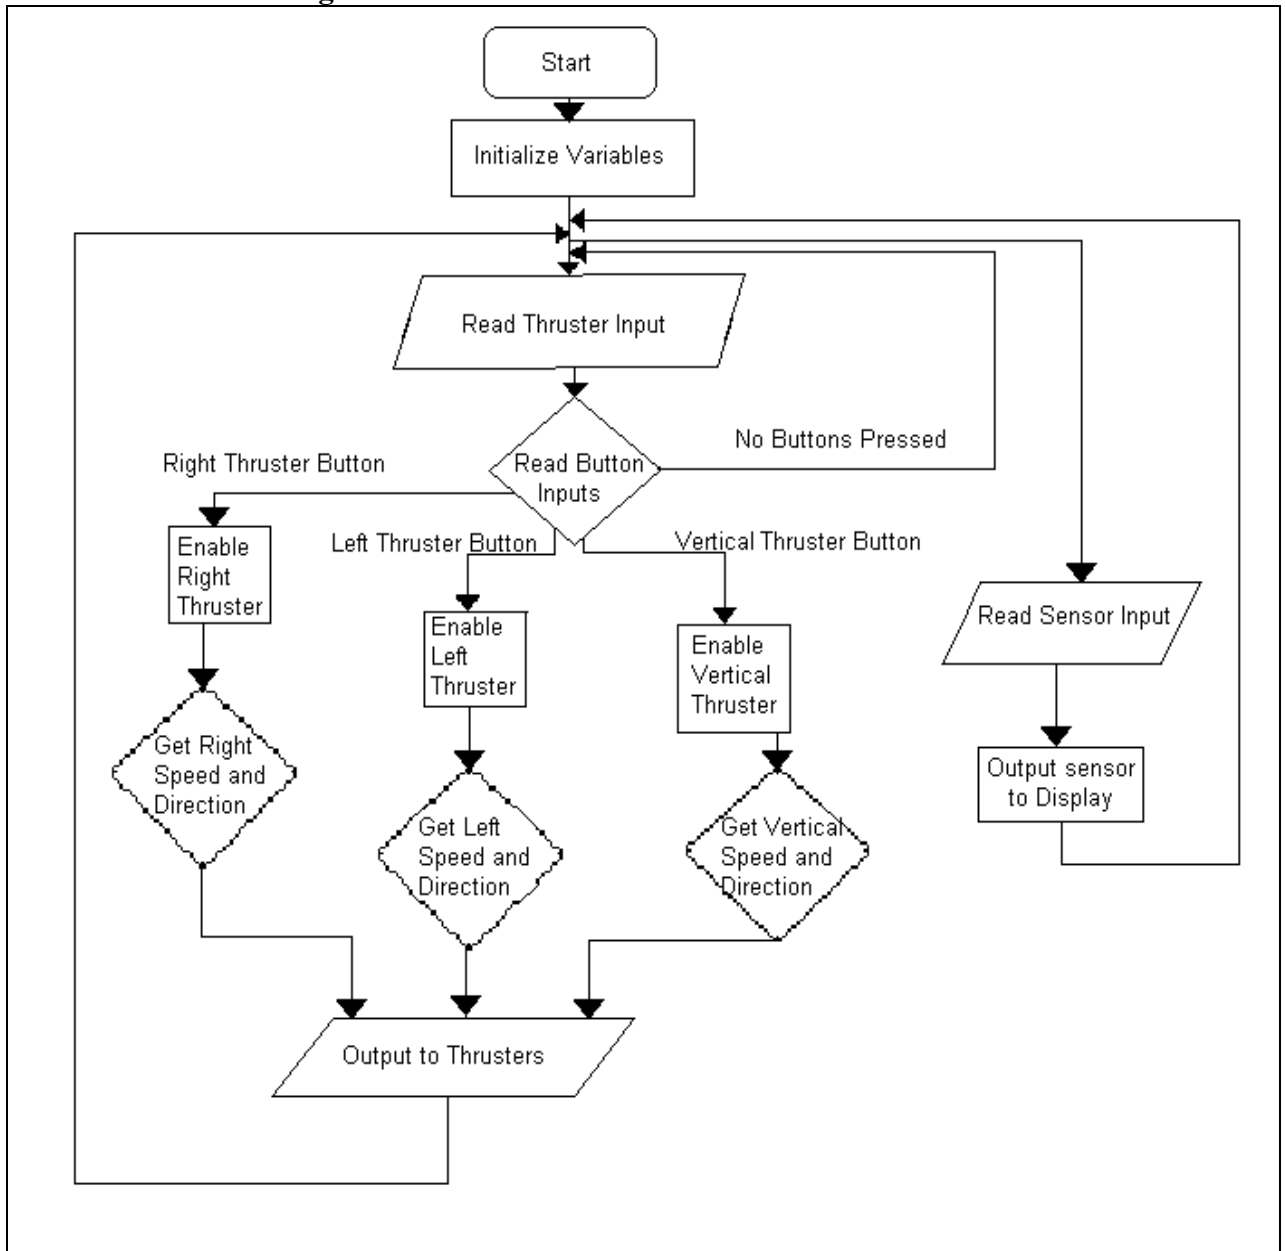 Start
Initialize Variables
Read Thruster Input
No Buttons Pressed
Right Thruster Button
Read Button
Inputs
Left Thruster Button
Vertical Thruster Button
Enable
Right
Thruster
Enable
Left
Thruster
Enable
Vertical
Thruster
Read Sensor Input
Get Right
Speed and
Direction
Get Left
Speed and
Direction
Get Vertical
Speed and
Direction
Output sensor
to Display
Output to Thrusters